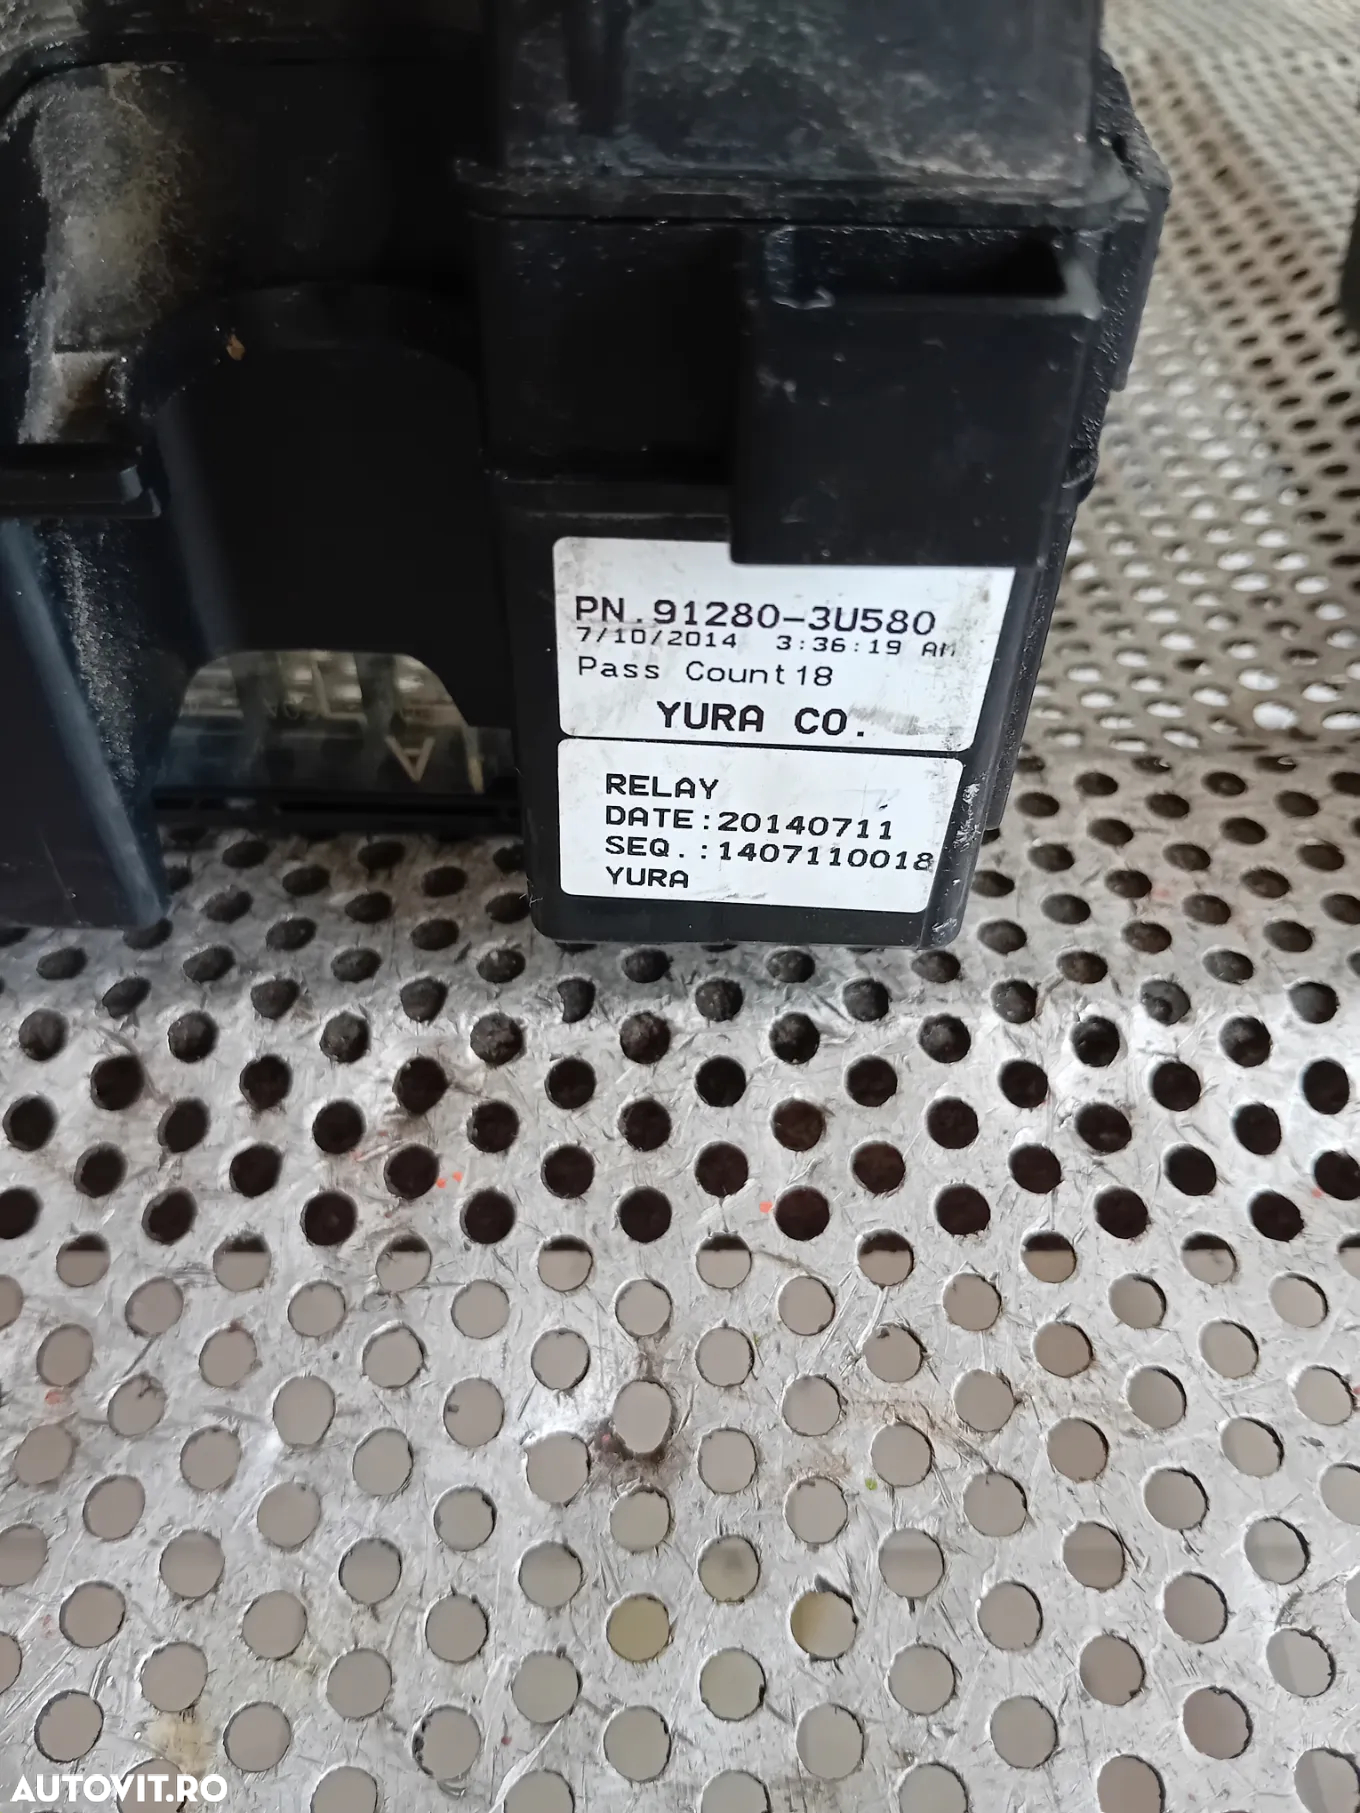 PN.91280-3U580
7/10/2014 3:36:19 AM
Pass Count18
YURA CO.
RELAY
DATE:20140711
SEQ.:1407110018
YURA
A
AUTOVIT.RO